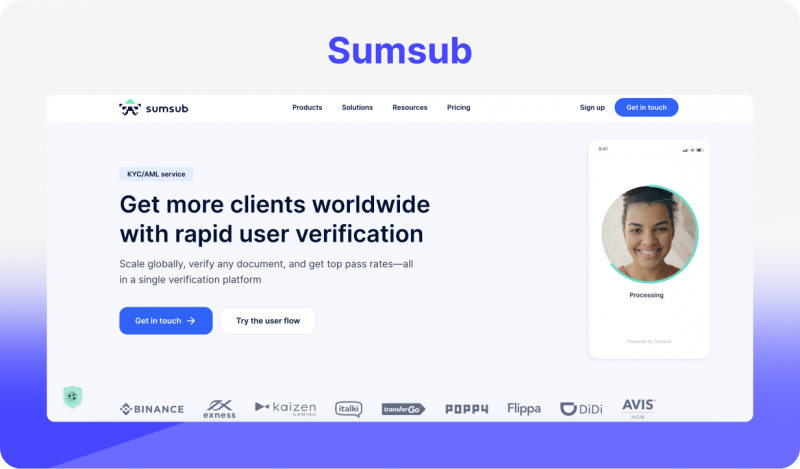 Sumsub
sumsub
Products Solutions Resources Pricing Sign up Get in touch
KYC/AML service
Get more clients worldwide
with rapid user verification
Scale globally, verify any document, and get top pass rates—all
in a single verification platform
Get in touch → Try the user flow
9:41
Processing
Powered by Sumsub
BINANCE
exness
kaizen
GAMING
italki
transferGo
POPPY
Flippa
DiDi
AVIS
NOW